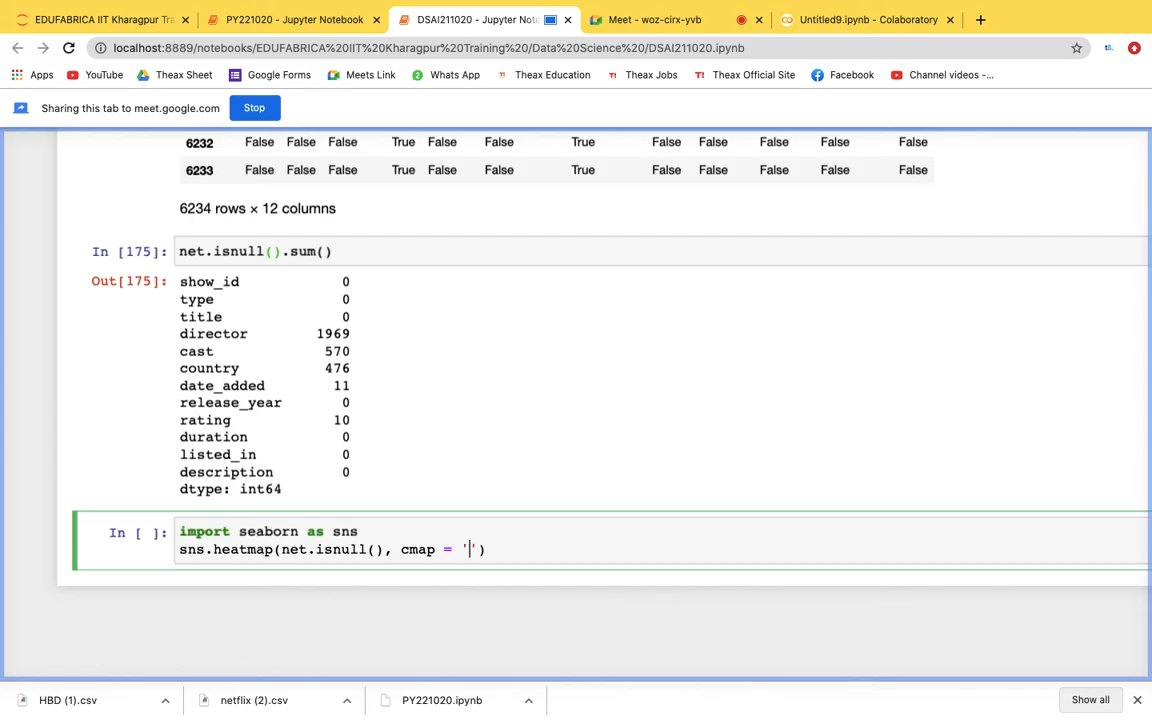 EDUFABRICA IIT Kharagpur Tra
PY221020 - Jupyter Notebook
DSAI211020 - Jupyter Note
Meet - woz-cirx-yvb
Untitled9.ipynb - Colaboratory
localhost:8889/notebooks/EDUFABRICA%20IIT%20Kharagpur%20Training%20/Data%20Science%20/DSAI211020.ipynb
Apps YouTube Theax Sheet Google Forms Meets Link Whats App Theax Education Theax Jobs Theax Official Site Facebook Channel videos -...
Sharing this tab to meet.google.com Stop
6232 False False False True False False True False False False False False
6233 False False False True False False True False False False False False
6234 rows × 12 columns
In [175]: net.isnull().sum()
Out[175]: show_id 0
type 0
title 0
director 1969
cast 570
country 476
date_added 11
release_year 0
rating 10
duration 0
listed_in 0
description 0
dtype: int64
In [ ]: import seaborn as sns
sns.heatmap(net.isnull(), cmap = '')
HBD (1).csv netflix (2).csv PY221020.ipynb Show all